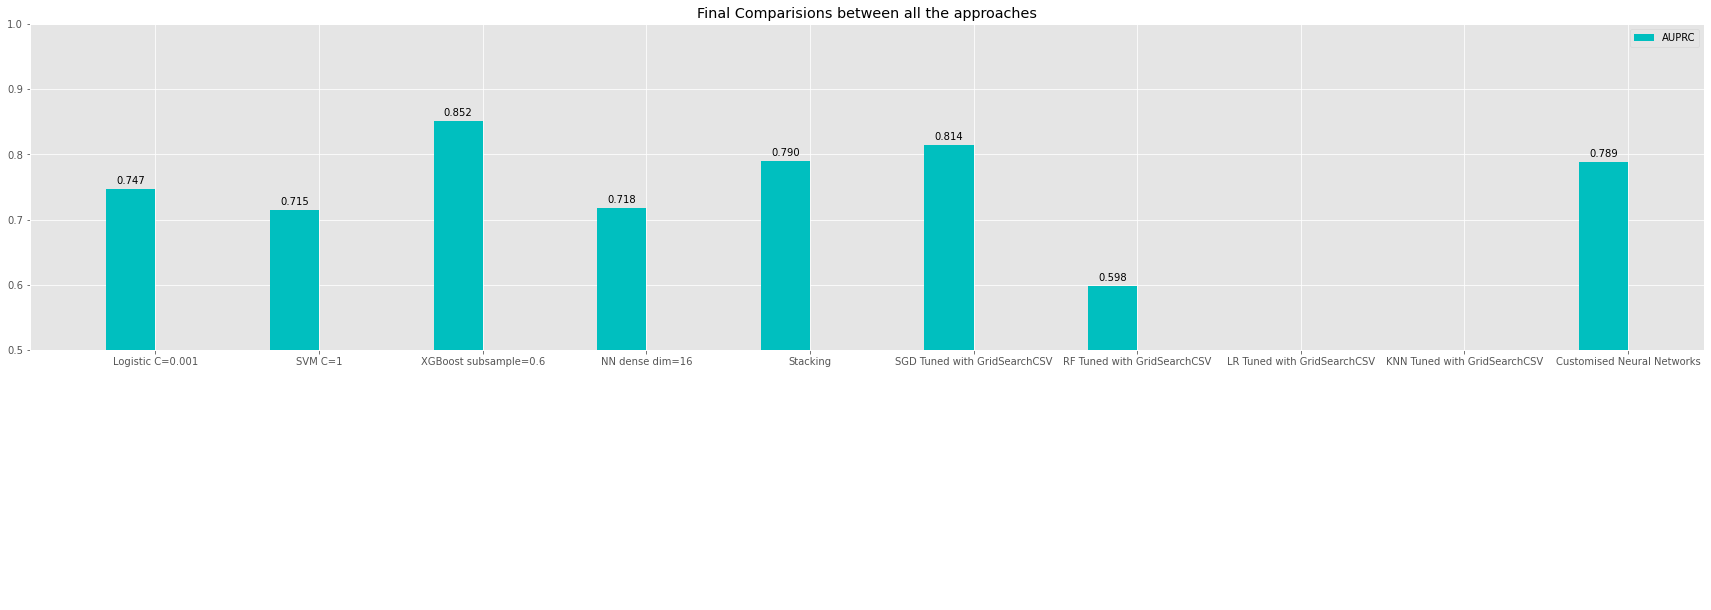 Final Comparisions between all the approaches
1.0
0.9
0.8
0.7
0.6
0.5
AUPRC
0.747
0.715
0.852
0.718
0.790
0.814
0.598
0.789
Logistic C=0.001
SVM C=1
XGBoost subsample=0.6
NN dense dim=16
Stacking
SGD Tuned with GridSearchCSV
RF Tuned with GridSearchCSV
LR Tuned with GridSearchCSV
KNN Tuned with GridSearchCSV
Customised Neural Networks